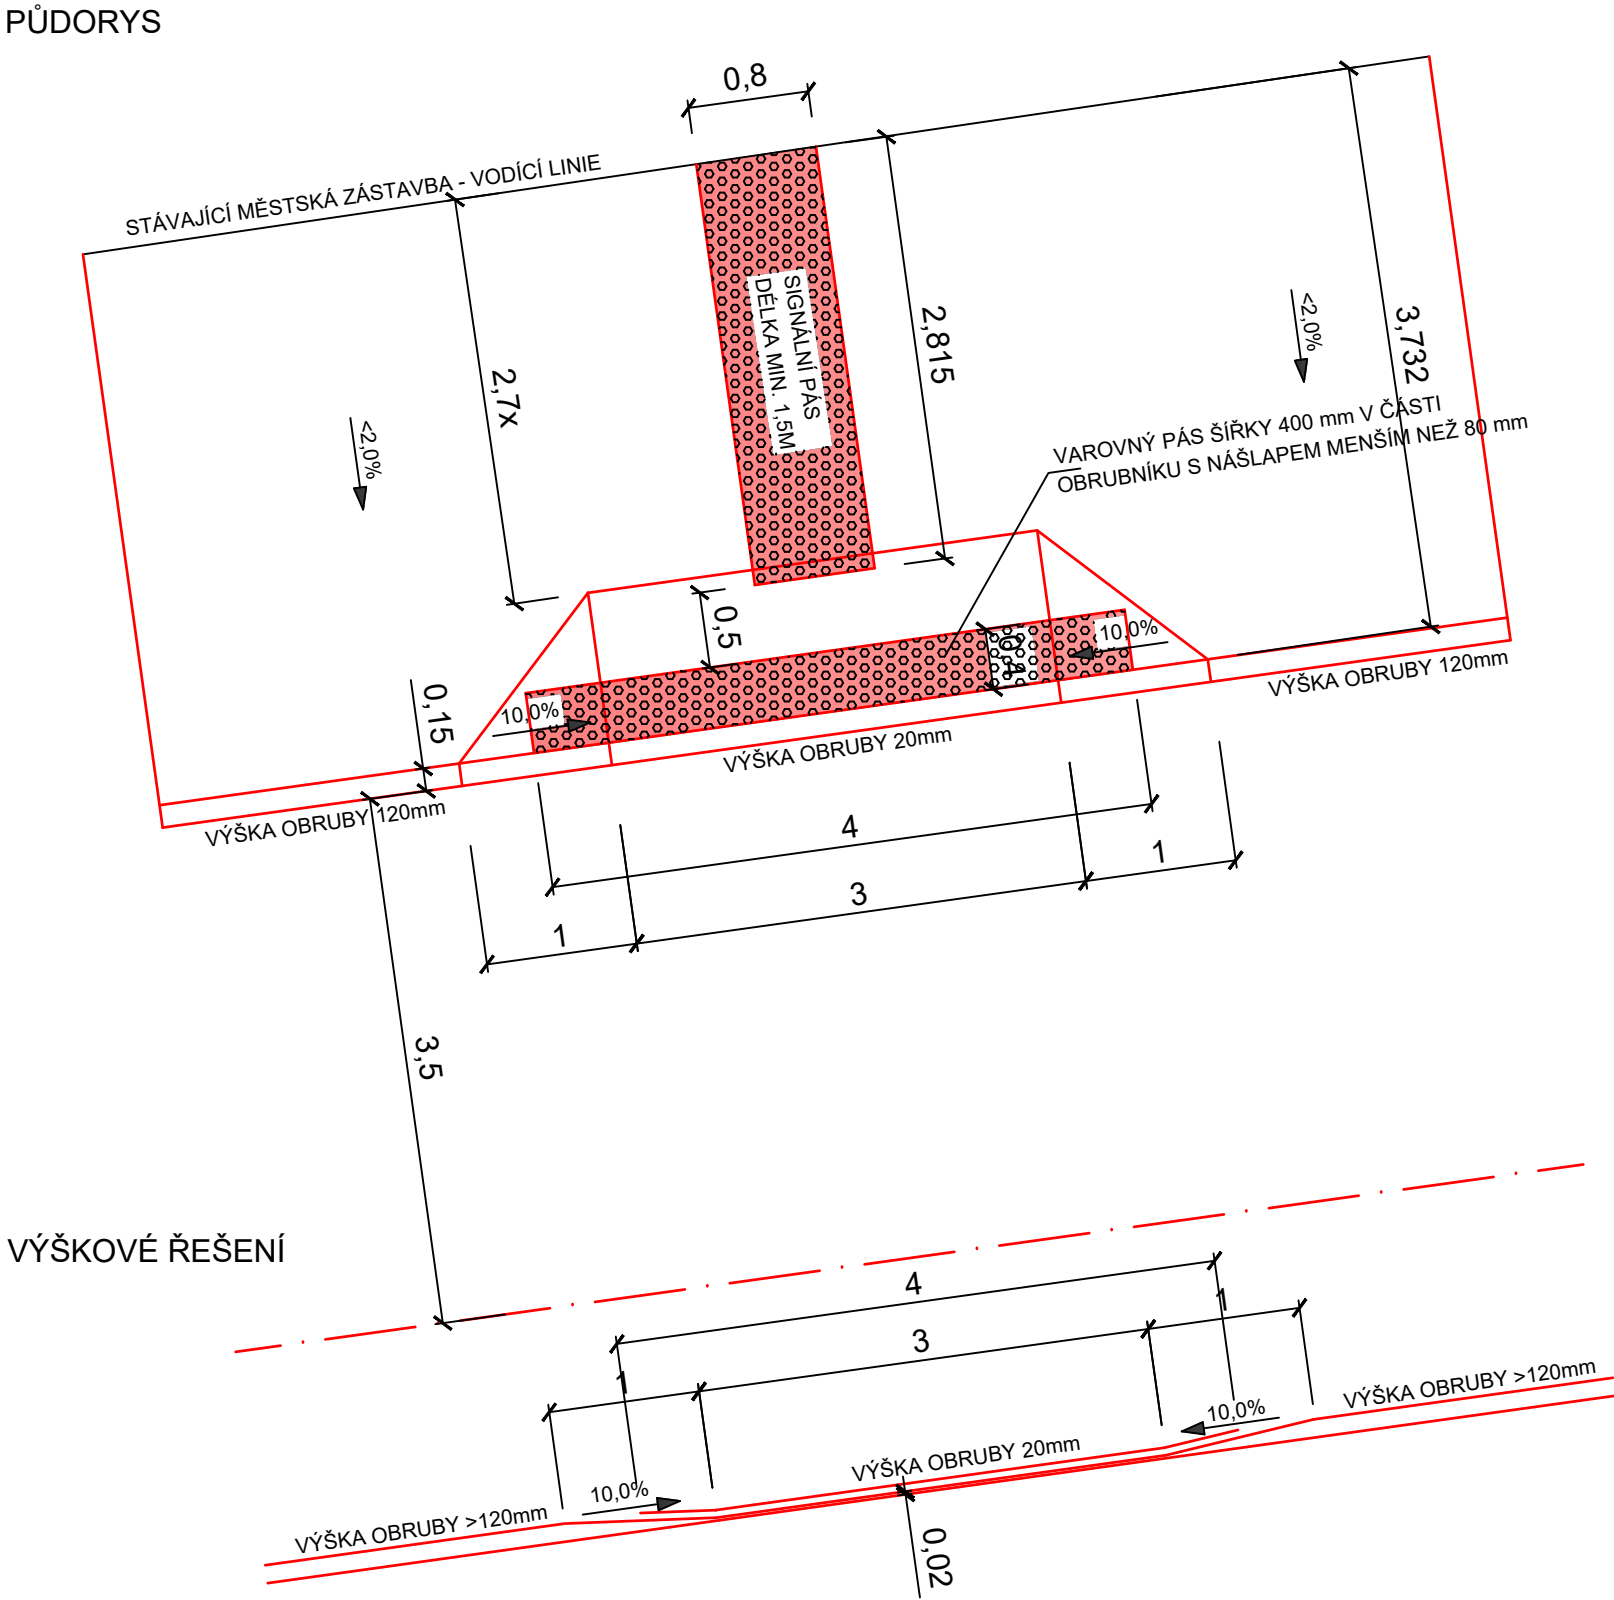 PŮDORYS
0,8
STÁVAJÍCÍ MĚSTSKÁ ZÁSTAVBA - VODÍCÍ LINIE
SIGNÁLNÍ PÁS
DÉLKA MIN. 1,5M
2,7x
2,815
3,732
<2,0%
<2,0%
VAROVNÝ PÁS ŠÍŘKY 400 mm V ČÁSTI
OBRUBNÍKU S NÁŠLAPEM MENŠÍM NEŽ 80 mm
0,5
0,4
10,0%
10,0%
0,15
VÝŠKA OBRUBY 120mm
VÝŠKA OBRUBY 20mm
VÝŠKA OBRUBY 120mm
4
1
3
1
3,5
VÝŠKOVÉ ŘEŠENÍ
4
1
3
1
VÝŠKA OBRUBY >120mm
10,0%
VÝŠKA OBRUBY 20mm
10,0%
VÝŠKA OBRUBY >120mm
0,02